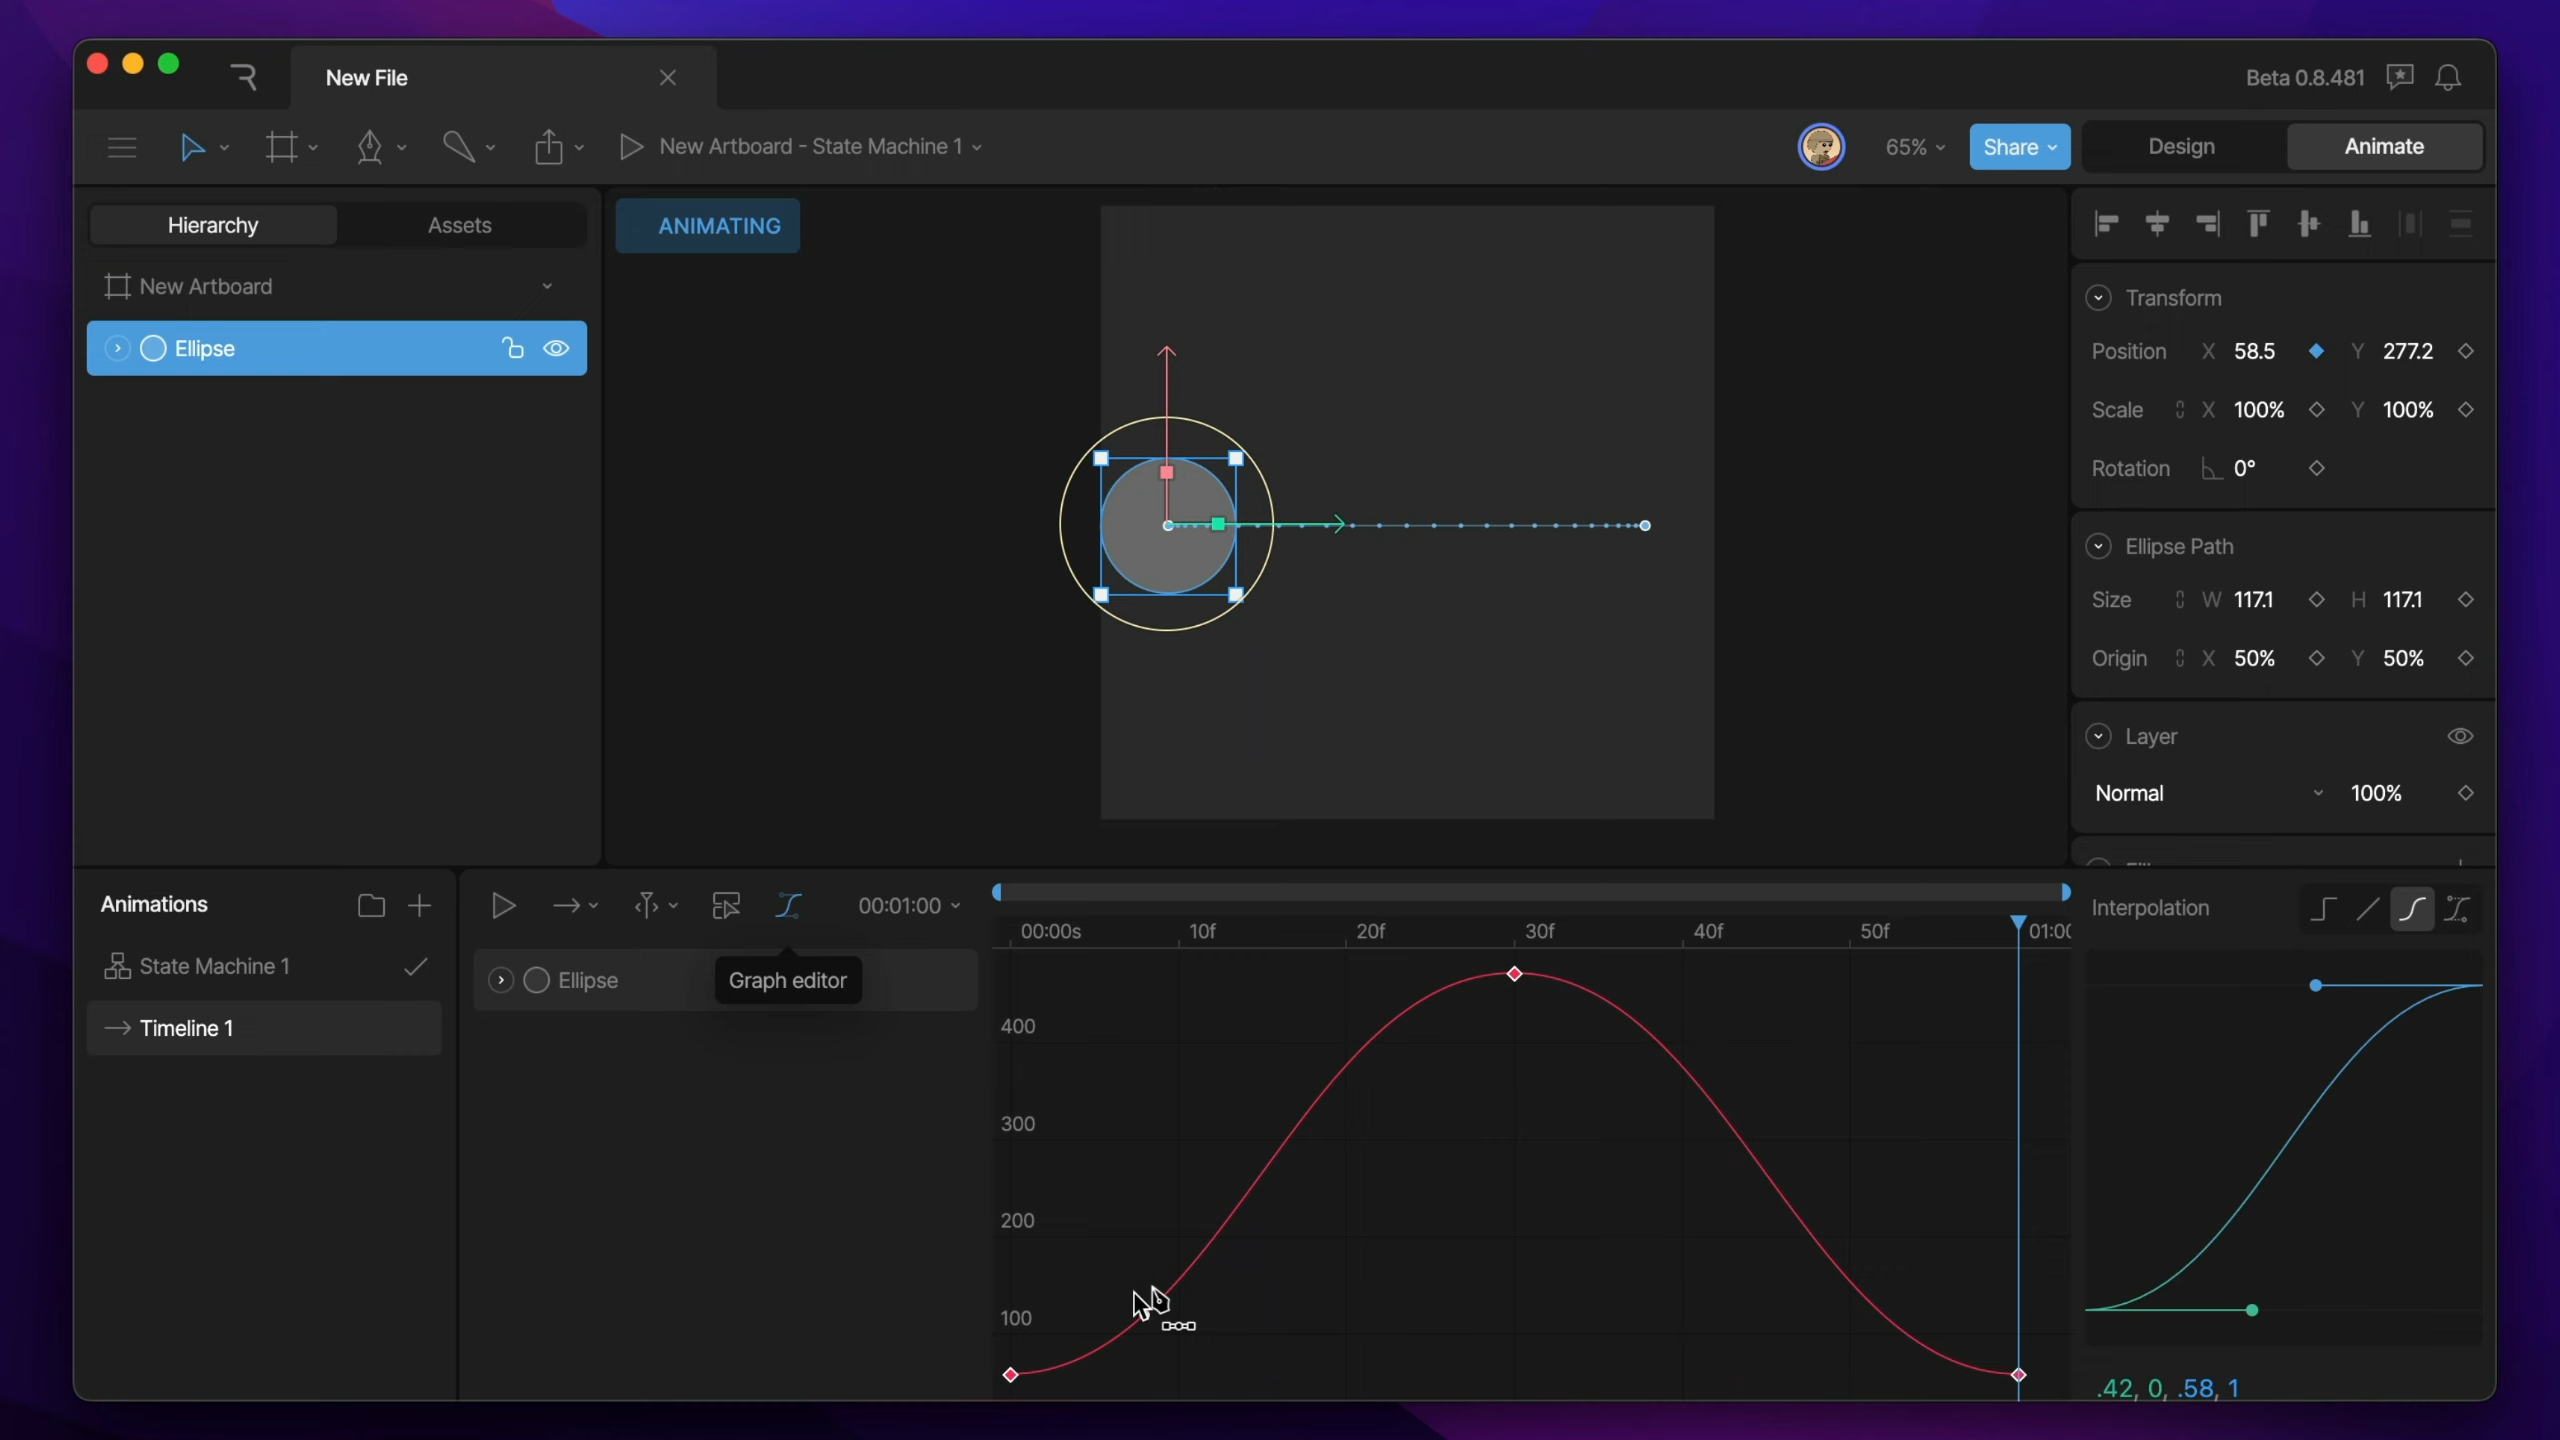 New File
Beta 0.8.481
New Artboard - State Machine 1
65%
Share
Design
Animate
Hierarchy
Assets
New Artboard
Ellipse
ANIMATING
Transform
Position X 58.5 Y 277.2
Scale X 100% Y 100%
Rotation 0°
Ellipse Path
Size W 117.1 H 117.1
Origin X 50% Y 50%
Layer
Normal 100%
Animations
State Machine 1
Timeline 1
00:01:00
Ellipse
Graph editor
00:00s 10f 20f 30f 40f 50f 01:00
400
300
200
100
Interpolation
.42, 0, .58, 1